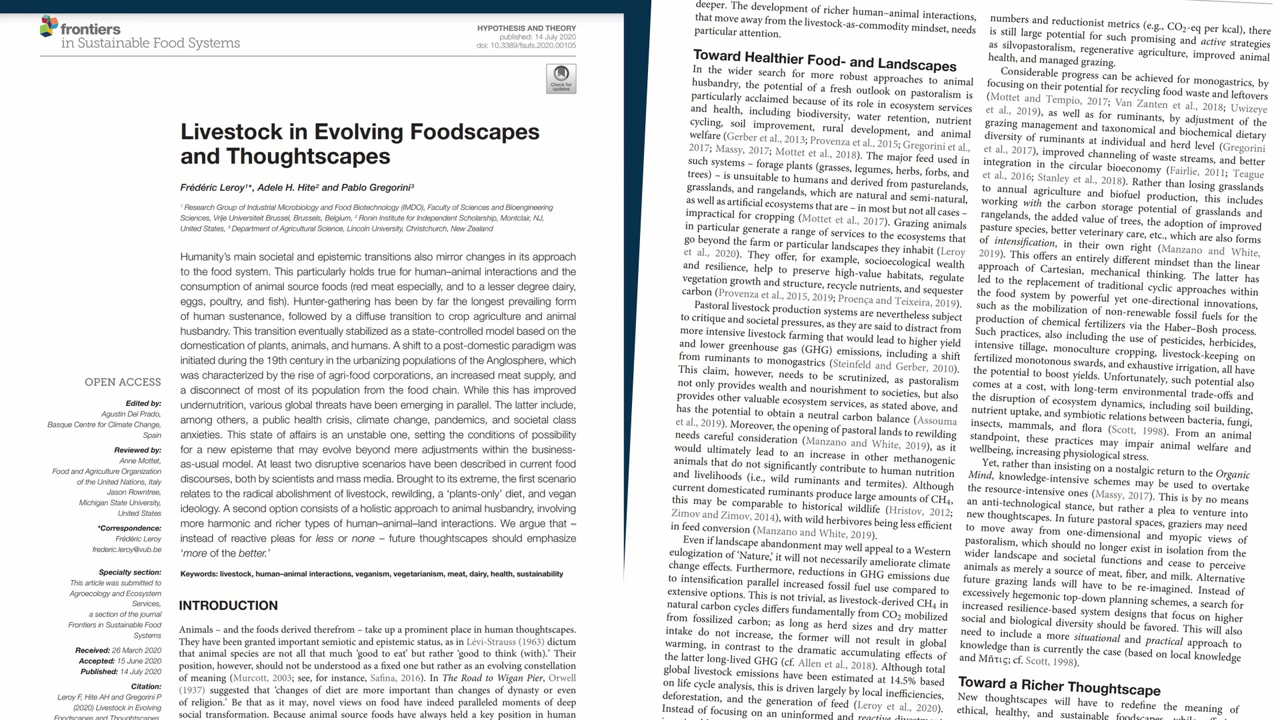 frontiers
in Sustainable Food Systems
HYPOTHESIS AND THEORY
published: 14 July 2020
doi: 10.3389/fsufs.2020.00105
Check for
updates
Livestock in Evolving Foodscapes
and Thoughtscapes
Frédéric Leroy¹*, Adele H. Hite² and Pablo Gregorini³
¹ Research Group of Industrial Microbiology and Food Biotechnology (IMDO), Faculty of Sciences and Bioengineering
Sciences, Vrije Universiteit Brussel, Brussels, Belgium, ² Ronin Institute for Independent Scholarship, Montclair, NJ,
United States, ³ Department of Agricultural Science, Lincoln University, Christchurch, New Zealand
Humanity's main societal and epistemic transitions also mirror changes in its approach
to the food system. This particularly holds true for human–animal interactions and the
consumption of animal source foods (red meat especially, and to a lesser degree dairy,
eggs, poultry, and fish). Hunter-gathering has been by far the longest prevailing form
of human sustenance, followed by a diffuse transition to crop agriculture and animal
husbandry. This transition eventually stabilized as a state-controlled model based on the
domestication of plants, animals, and humans. A shift to a post-domestic paradigm was
initiated during the 19th century in the urbanizing populations of the Anglosphere, which
was characterized by the rise of agri-food corporations, an increased meat supply, and
a disconnect of most of its population from the food chain. While this has improved
undernutrition, various global threats have been emerging in parallel. The latter include,
among others, a public health crisis, climate change, pandemics, and societal class
anxieties. This state of affairs is an unstable one, setting the conditions of possibility
for a new episteme that may evolve beyond mere adjustments within the business-
as-usual model. At least two disruptive scenarios have been described in current food
discourses, both by scientists and mass media. Brought to its extreme, the first scenario
relates to the radical abolishment of livestock, rewilding, a 'plants-only' diet, and vegan
ideology. A second option consists of a holistic approach to animal husbandry, involving
more harmonic and richer types of human–animal–land interactions. We argue that –
instead of reactive pleas for less or none – future thoughtscapes should emphasize
'more of the better.'
Keywords: livestock, human–animal interactions, veganism, vegetarianism, meat, dairy, health, sustainability
OPEN ACCESS
Edited by:
Agustin Del Prado,
Basque Centre for Climate Change,
Spain
Reviewed by:
Anne Mottet,
Food and Agriculture Organization
of the United Nations, Italy
Jason Rowntree,
Michigan State University,
United States
*Correspondence:
Frédéric Leroy
frederic.leroy@vub.be
Specialty section:
This article was submitted to
Agroecology and Ecosystem
Services,
a section of the journal
Frontiers in Sustainable Food
Systems
Received: 26 March 2020
Accepted: 15 June 2020
Published: 14 July 2020
Citation:
Leroy F, Hite AH and Gregorini P
(2020) Livestock in Evolving
Foodscapes and Thoughtscapes.
INTRODUCTION
Animals – and the foods derived therefrom – take up a prominent place in human thoughtscapes.
They have been granted important semiotic and epistemic status, as in Lévi-Strauss (1963) dictum
that animal species are not all that much 'good to eat' but rather 'good to think (with).' Their
position, however, should not be understood as a fixed one but rather as an evolving constellation
of meaning (Murcott, 2003; see, for instance, Safina, 2016). In The Road to Wigan Pier, Orwell
(1937) suggested that 'changes of diet are more important than changes of dynasty or even
of religion.' Be that as it may, novel views on food have indeed paralleled moments of deep
social transformation. Because animal source foods have always held a key position in human
deeper. The development of richer human–animal interactions,
that move away from the livestock-as-commodity mindset, needs
particular attention.
Toward Healthier Food- and Landscapes
In the wider search for more robust approaches to animal
husbandry, the potential of a fresh outlook on pastoralism is
particularly acclaimed because of its role in ecosystem services
and health, including biodiversity, water retention, nutrient
cycling, soil improvement, rural development, and animal
welfare (Gerber et al., 2013; Provenza et al., 2015; Gregorini et al.,
2017; Massy, 2017; Mottet et al., 2018). The major feed used in
such systems – forage plants (grasses, legumes, herbs, forbs, and
trees) – is unsuitable to humans and derived from pasturelands,
grasslands, and rangelands, which are natural and semi-natural,
as well as artificial ecosystems that are – in most but not all cases –
impractical for cropping (Mottet et al., 2017). Grazing animals
in particular generate a range of services to the ecosystems that
go beyond the farm or particular landscapes they inhabit (Leroy
et al., 2020). They offer, for example, socioecological wealth
and resilience, help to preserve high-value habitats, regulate
vegetation growth and structure, recycle nutrients, and sequester
carbon (Provenza et al., 2015, 2019; Proença and Teixeira, 2019).
Pastoral livestock production systems are nevertheless subject
to critique and societal pressures, as they are said to distract from
more intensive livestock farming that would lead to higher yield
and lower greenhouse gas (GHG) emissions, including a shift
from ruminants to monogastrics (Steinfeld and Gerber, 2010).
This claim, however, needs to be scrutinized, as pastoralism
not only provides wealth and nourishment to societies, but also
provides other valuable ecosystem services, as stated above, and
has the potential to obtain a neutral carbon balance (Assouma
et al., 2019). Moreover, the opening of pastoral lands to rewilding
needs careful consideration (Manzano and White, 2019), as it
would ultimately lead to an increase in other methanogenic
animals that do not significantly contribute to human nutrition
and livelihoods (i.e., wild ruminants and termites). Although
current domesticated ruminants produce large amounts of CH₄,
this may be comparable to historical wildlife (Hristov, 2012;
Zimov and Zimov, 2014), with wild herbivores being less efficient
in feed conversion (Manzano and White, 2019).
Even if landscape abandonment may well appeal to a Western
eulogization of 'Nature,' it will not necessarily ameliorate climate
change effects. Furthermore, reductions in GHG emissions due
to intensification parallel increased fossil fuel use compared to
extensive options. This is not trivial, as livestock-derived CH₄ in
natural carbon cycles differs fundamentally from CO₂ mobilized
from fossilized carbon; as long as herd sizes and dry matter
intake do not increase, the former will not result in global
warming, in contrast to the dramatic accumulating effects of
the latter long-lived GHG (cf. Allen et al., 2018). Although total
global livestock emissions have been estimated at 14.5% based
on life cycle analysis, this is driven largely by local inefficiencies,
deforestation, and the generation of feed (Leroy et al., 2020).
Instead of focusing on an uninformed and reactive
numbers and reductionist metrics (e.g., CO₂-eq per kcal), there
is still large potential for such promising and active strategies
as silvopastoralism, regenerative agriculture, improved animal
health, and managed grazing.
Considerable progress can be achieved for monogastrics, by
focusing on their potential for recycling food waste and leftovers
(Mottet and Tempio, 2017; Van Zanten et al., 2018; Uwizeye
et al., 2019), as well as for ruminants, by adjustment of the
grazing management and taxonomical and biochemical dietary
diversity of ruminants at individual and herd level (Gregorini
et al., 2017), improved channeling of waste streams, and better
integration in the circular bioeconomy (Fairlie, 2011; Teague
et al., 2016; Stanley et al., 2018). Rather than losing grasslands
to annual agriculture and biofuel production, this includes
working with the carbon storage potential of grasslands and
rangelands, the added value of trees, the adoption of improved
pasture species, better veterinary care, etc., which are also forms
of intensification, in their own right (Manzano and White,
2019). This offers an entirely different mindset than the linear
approach of Cartesian, mechanical thinking. The latter has
led to the replacement of traditional cyclic approaches within
the food system by powerful yet one-directional innovations,
such as the mobilization of non-renewable fossil fuels for the
production of chemical fertilizers via the Haber–Bosh process.
Such practices, also including the use of pesticides, herbicides,
intensive tillage, monoculture cropping, livestock-keeping on
fertilized monotonous swards, and exhaustive irrigation, all have
the potential to boost yields. Unfortunately, such potential also
comes at a cost, with long-term environmental trade-offs and
the disruption of ecosystem dynamics, including soil building,
nutrient uptake, and symbiotic relations between bacteria, fungi,
insects, mammals, and flora (Scott, 1998). From an animal
standpoint, these practices may impair animal welfare and
wellbeing, increasing physiological stress.
Yet, rather than insisting on a nostalgic return to the Organic
Mind, knowledge-intensive schemes may be used to overtake
the resource-intensive ones (Massy, 2017). This is by no means
an anti-technological stance, but rather a plea to venture into
new thoughtscapes. In future pastoral spaces, graziers may need
to move away from one-dimensional and myopic views of
pastoralism, which should no longer exist in isolation from the
wider landscape and societal functions and cease to perceive
animals as merely a source of meat, fiber, and milk. Alternative
future grazing lands will have to be re-imagined. Instead of
excessively hegemonic top-down planning schemes, a search for
increased resilience-based system designs that focus on higher
social and biological diversity should be favored. This will also
need to include a more situational and practical approach to
knowledge than is currently the case (based on local knowledge
and Μῆτις; cf. Scott, 1998).
Toward a Richer Thoughtscape
New thoughtscapes will have to redefine the meaning of
ethical, healthy, and sustainable foodscapes